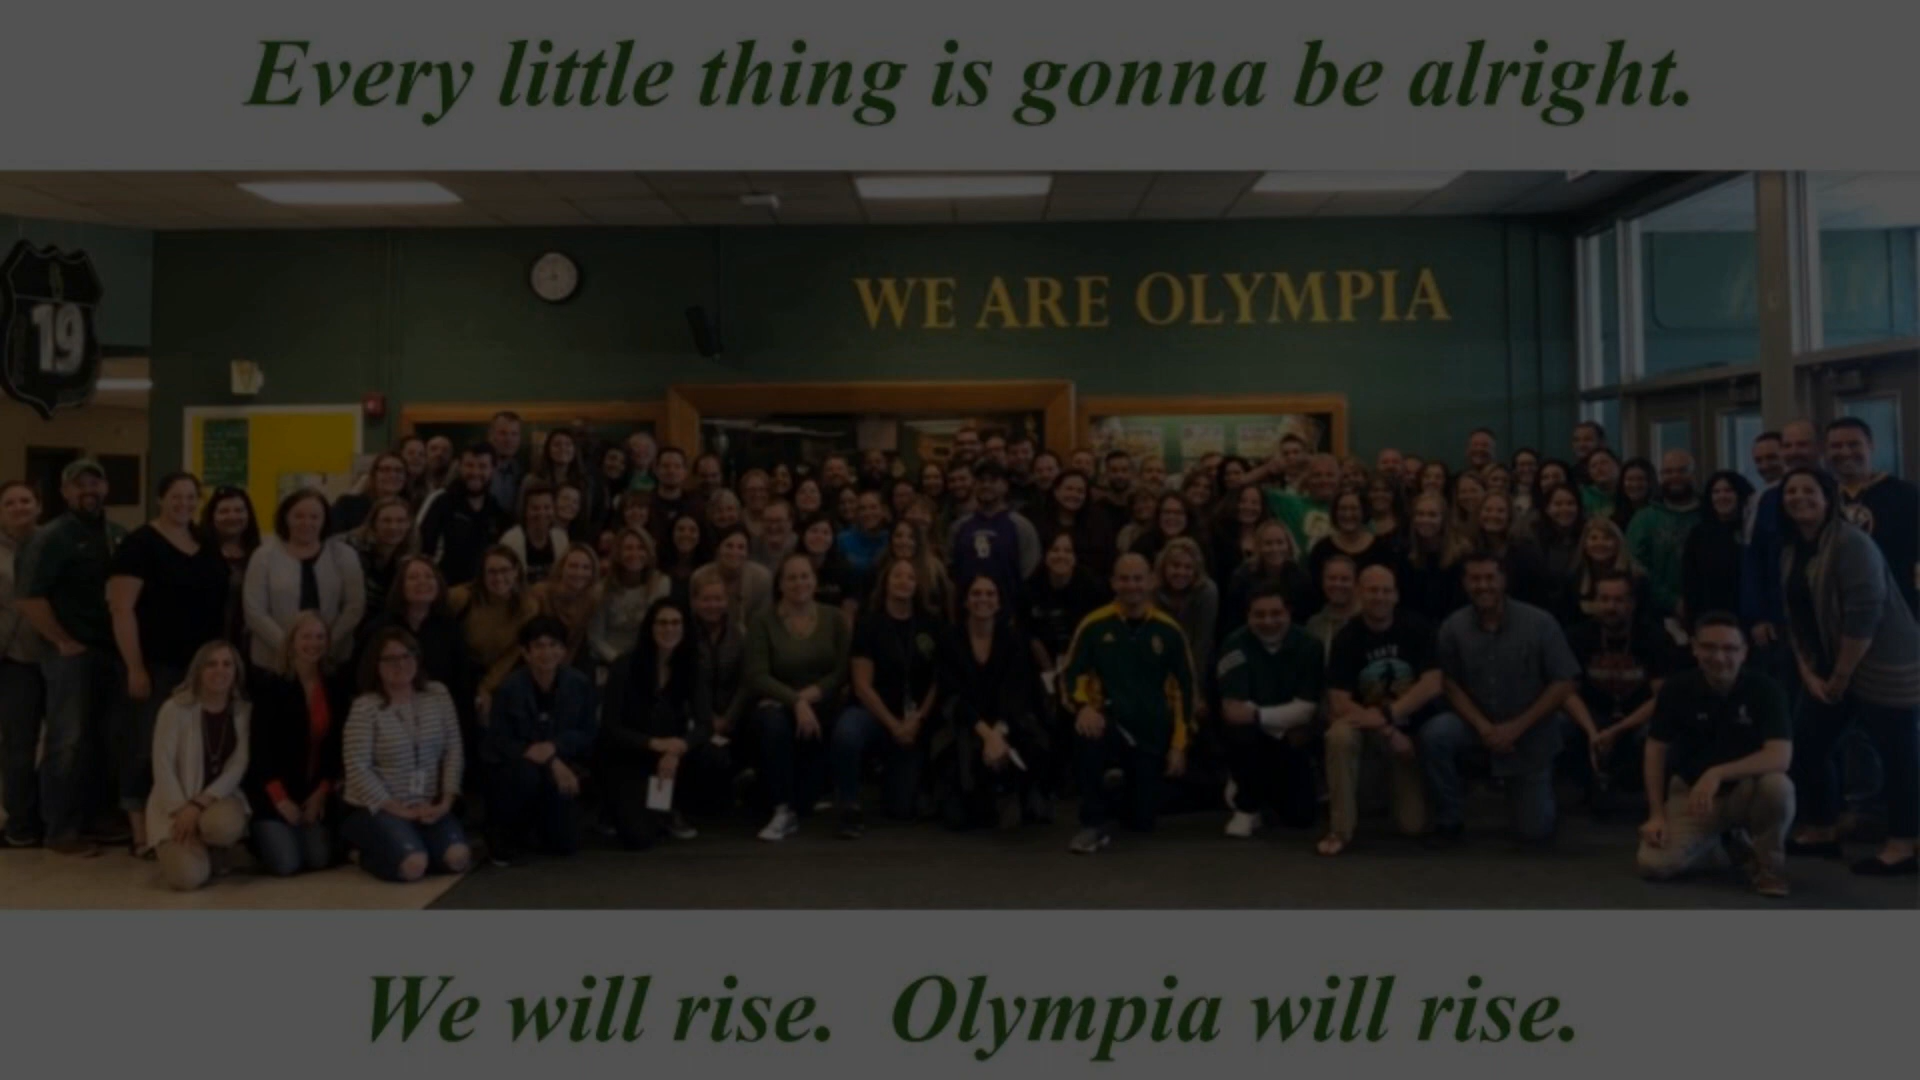 Every little thing is gonna be alright.
WE ARE OLYMPIA
19
We will rise.  Olympia will rise.